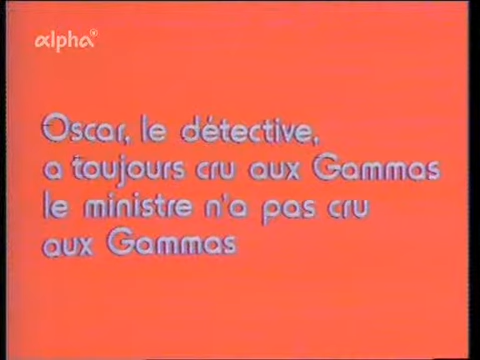 alpha
Oscar, le détective,
a toujours cru aux Gammas
le ministre n'a pas cru
aux Gammas